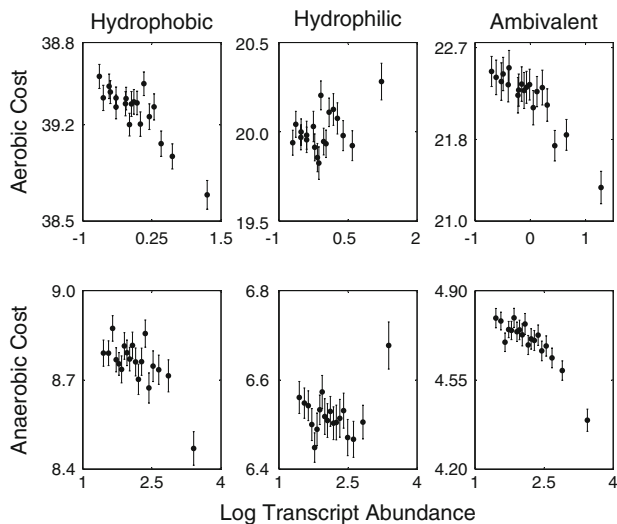 Hydrophobic Hydrophilic Ambivalent
Aerobic Cost
38.8
39.2
38.5
-1 0.25 1.5
20.5
20.0
19.5
-1 0.5 2
22.7
21.8
21.0
-1 0 1
Anaerobic Cost
9.0
8.7
8.4
1 2.5 4
6.8
6.6
6.4
1 2.5 4
4.90
4.55
4.20
1 2.5 4
Log Transcript Abundance